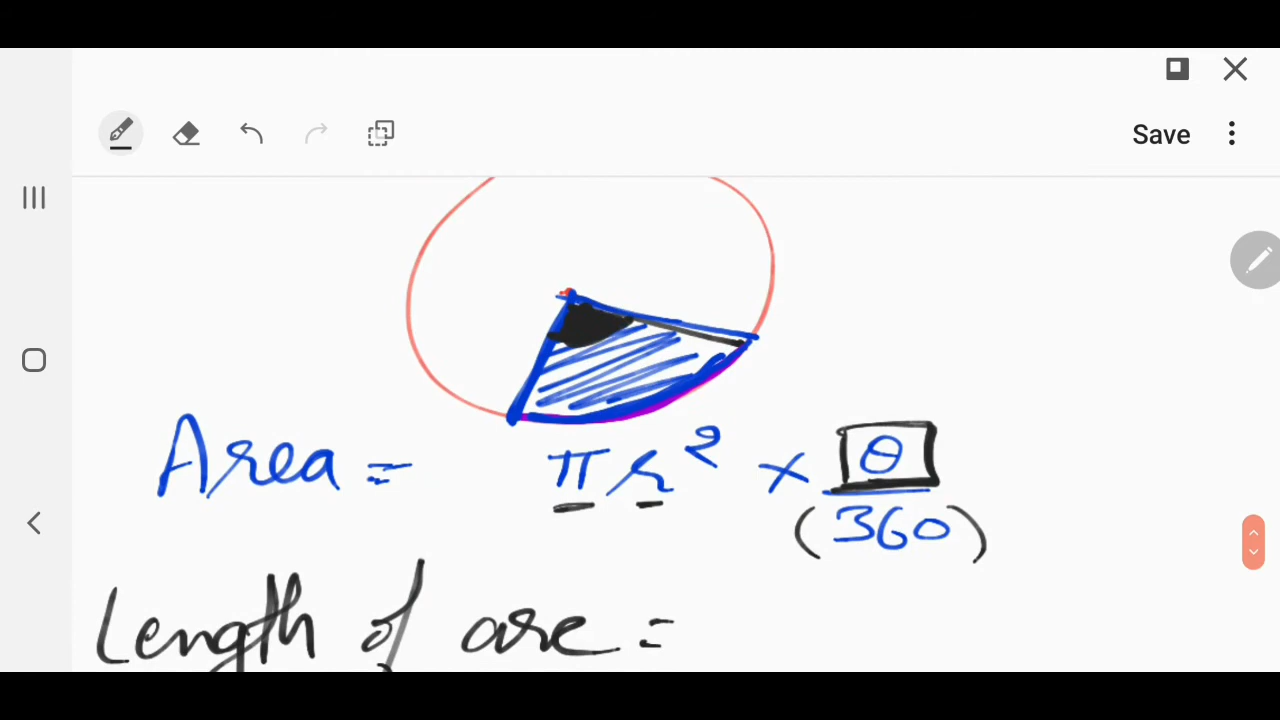 Save
Area = πr² × θ/(360)
Length of arc =